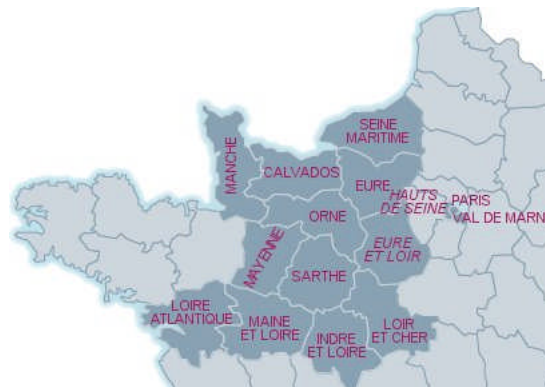 SEINE
MARITIME
MANCHE
CALVADOS
EURE
HAUTS
DE SEINE
PARIS
VAL DE MARN
ORNE
EURE
ET LOIR
MAYENNE
SARTHE
LOIRE
ATLANTIQUE
MAINE
ET LOIRE
INDRE
ET LOIRE
LOIR
ET CHER